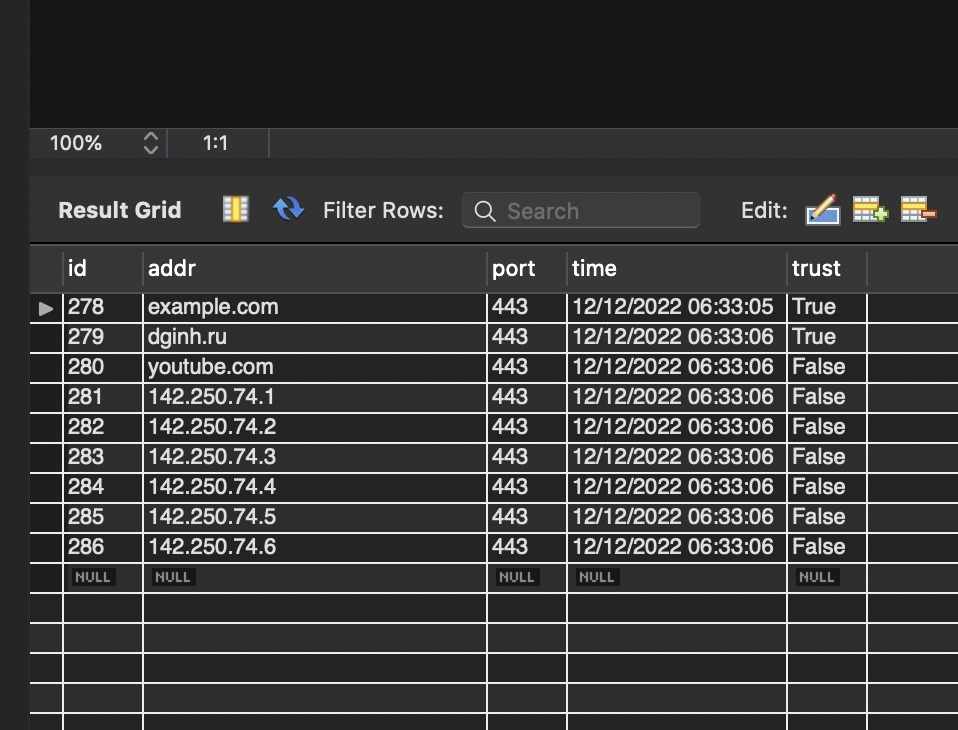 100% 1:1
Result Grid Filter Rows: Search Edit:
id addr port time trust
278 example.com 443 12/12/2022 06:33:05 True
279 dginh.ru 443 12/12/2022 06:33:06 True
280 youtube.com 443 12/12/2022 06:33:06 False
281 142.250.74.1 443 12/12/2022 06:33:06 False
282 142.250.74.2 443 12/12/2022 06:33:06 False
283 142.250.74.3 443 12/12/2022 06:33:06 False
284 142.250.74.4 443 12/12/2022 06:33:06 False
285 142.250.74.5 443 12/12/2022 06:33:06 False
286 142.250.74.6 443 12/12/2022 06:33:06 False
NULL NULL NULL NULL NULL